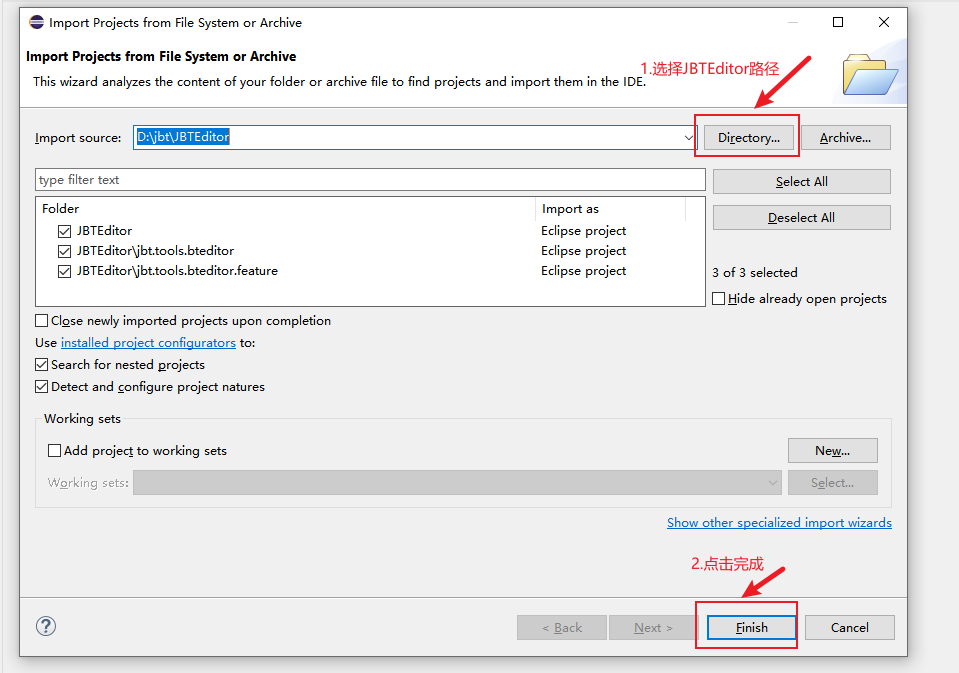 Import Projects from File System or Archive
Import Projects from File System or Archive
This wizard analyzes the content of your folder or archive file to find projects and import them in the IDE.
1.选择JBTEditor路径
Import source: D:\jbt\JBTEditor Directory... Archive...
type filter text Select All
Folder Import as Deselect All
JBTEditor Eclipse project
JBTEditor\jbt.tools.bteditor Eclipse project
JBTEditor\jbt.tools.bteditor.feature Eclipse project 3 of 3 selected
Hide already open projects
Close newly imported projects upon completion
Use installed project configurators to:
Search for nested projects
Detect and configure project natures
Working sets
Add project to working sets New...
Working sets: Select...
Show other specialized import wizards
2.点击完成
? < Back Next > Finish Cancel